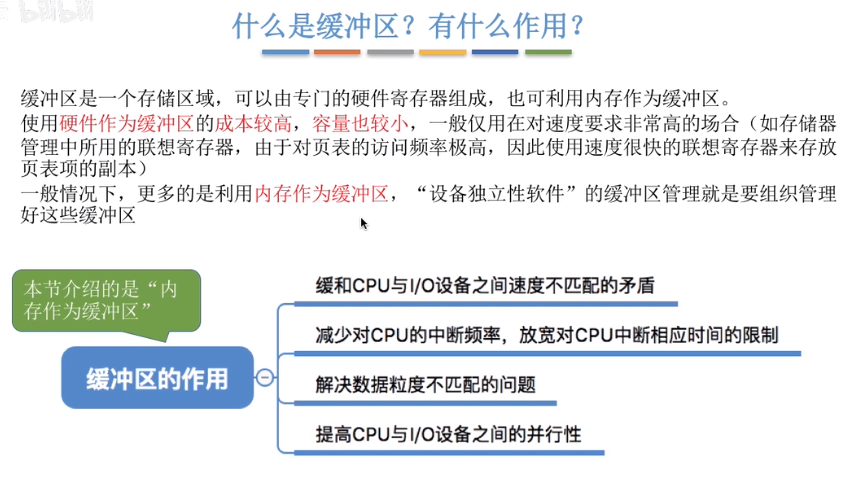 什么是缓冲区？有什么作用？
缓冲区是一个存储区域，可以由专门的硬件寄存器组成，也可利用内存作为缓冲区。
使用硬件作为缓冲区的成本较高，容量也较小，一般仅用在对速度要求非常高的场合（如存储器
管理中所用的联想寄存器，由于对页表的访问频率极高，因此使用速度很快的联想寄存器来存放
页表项的副本）
一般情况下，更多的是利用内存作为缓冲区，“设备独立性软件”的缓冲区管理就是要组织管理
好这些缓冲区
本节介绍的是“内
存作为缓冲区”
缓冲区的作用
缓和CPU与I/O设备之间速度不匹配的矛盾
减少对CPU的中断频率，放宽对CPU中断相应时间的限制
解决数据粒度不匹配的问题
提高CPU与I/O设备之间的并行性